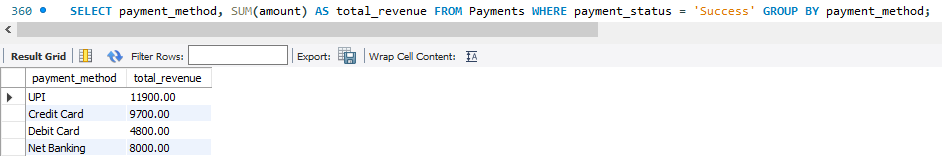 360 SELECT payment_method, SUM(amount) AS total_revenue FROM Payments WHERE payment_status = 'Success' GROUP BY payment_method;
Result Grid Filter Rows: Export: Wrap Cell Content: IA
payment_method total_revenue
UPI 11900.00
Credit Card 9700.00
Debit Card 4800.00
Net Banking 8000.00